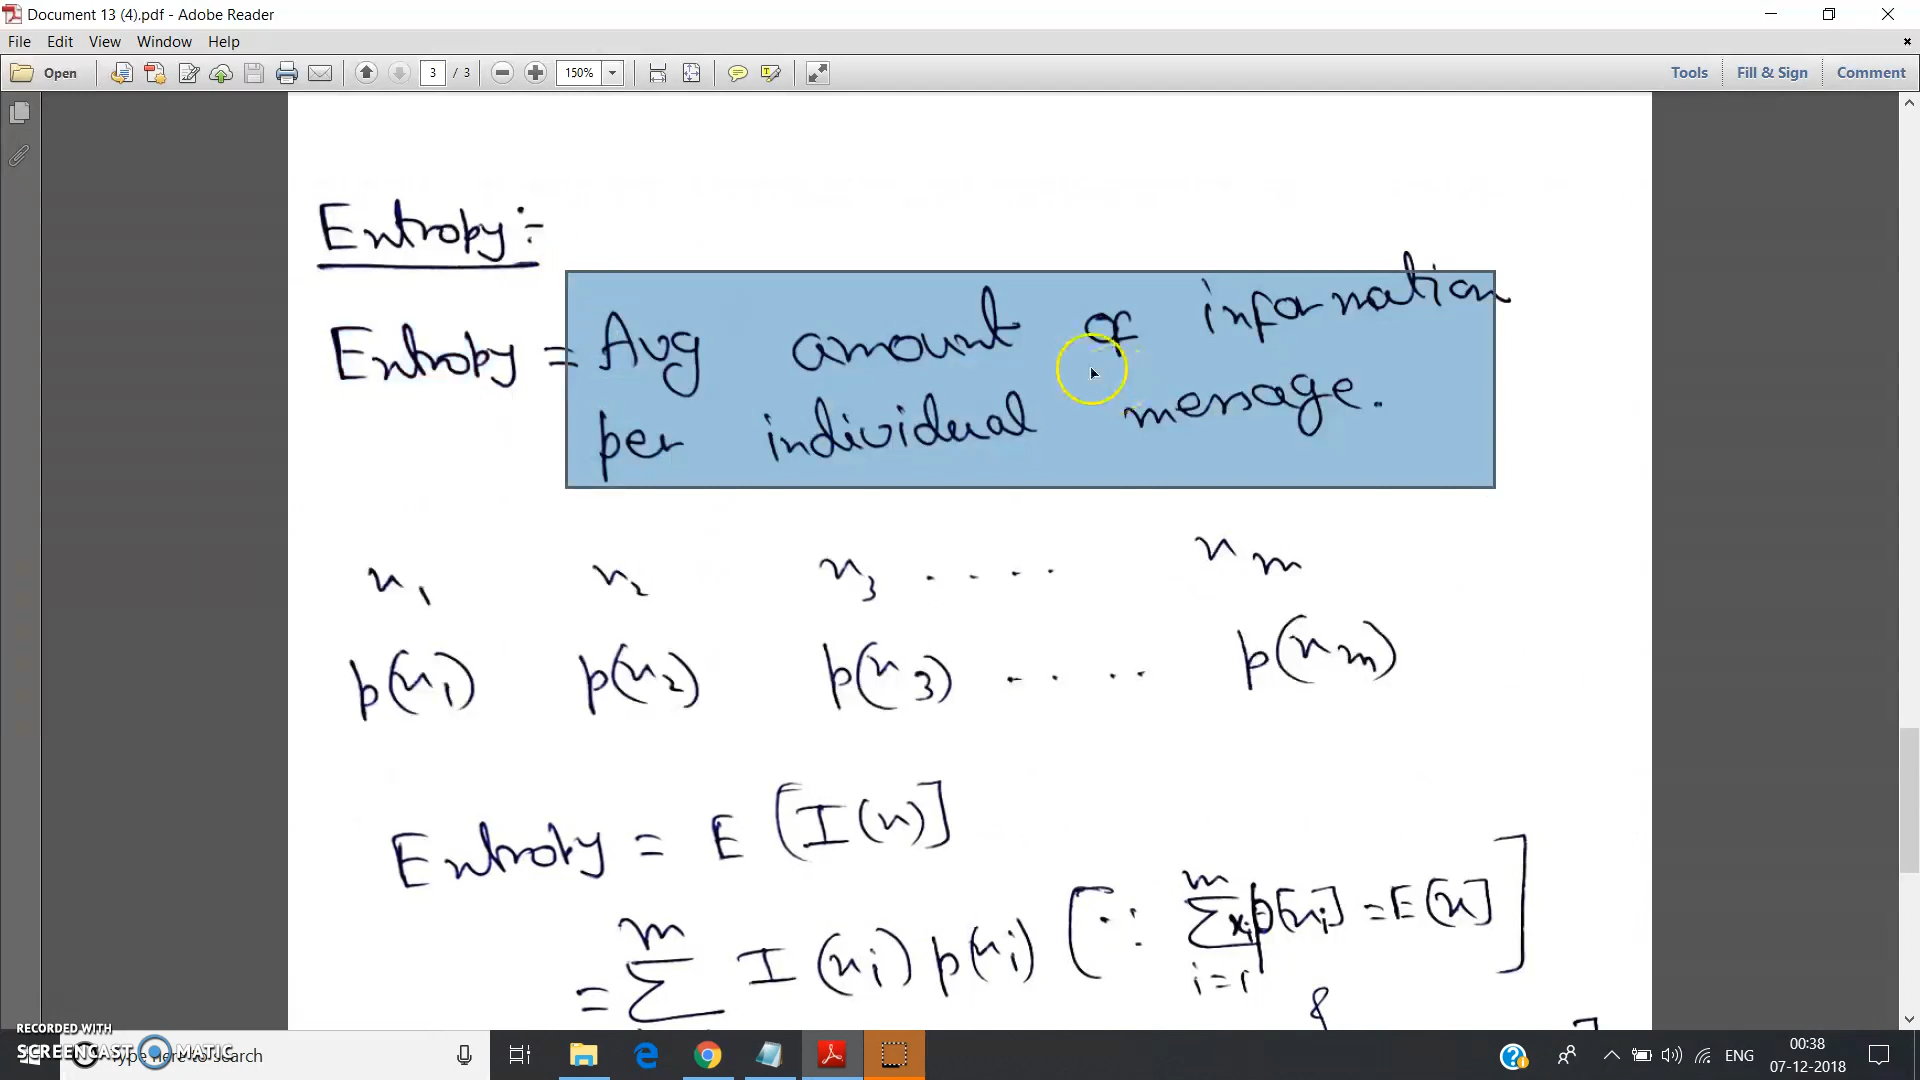 Document 13 (4).pdf - Adobe Reader
File Edit View Window Help
Open 3 / 3 150% Tools Fill & Sign Comment
Entropy :-
Entropy = Avg amount of information
per individual message.
x1 x2 x3 .... xm
p(x1) p(x2) p(x3) .... p(xm)
Entropy = E [I(x)]
= m∑ I(xi) p(xi) [∵ m∑i=1 xi p[xi] = E[x]]
&
RECORDED WITH
SCREENCAST MATIC
Type here to search
ENG 00:38
07-12-2018